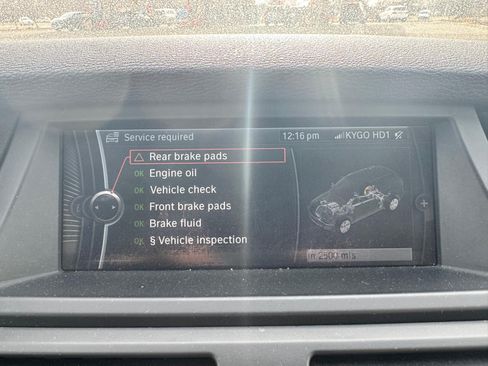 Service required 12:16 pm KYGO HD1
Rear brake pads
OK Engine oil
OK Vehicle check
OK Front brake pads
OK Brake fluid
OK § Vehicle inspection
in 2500 mls